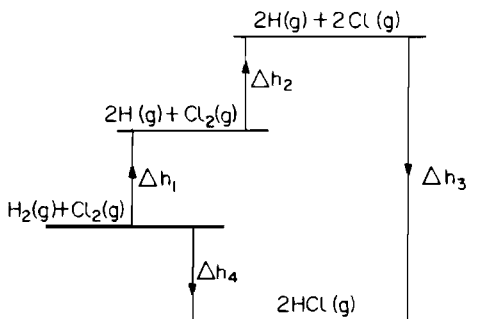 2H(g) + 2Cl(g)
Δh₂
2H(g) + Cl₂(g)
Δh₃
Δh₁
H₂(g)+Cl₂(g)
Δh₄
2HCl(g)